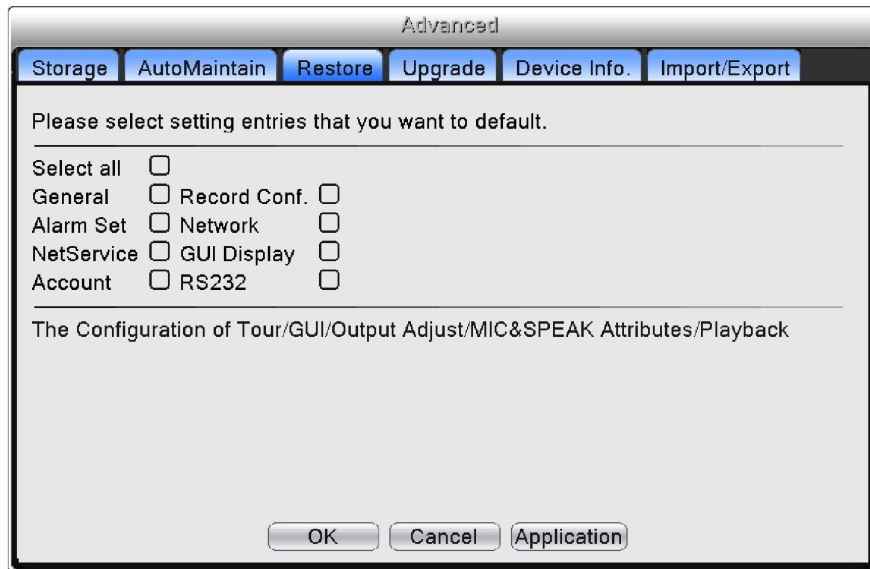 Advanced
Storage AutoMaintain Restore Upgrade Device Info. Import/Export
Please select setting entries that you want to default.
Select all
General Record Conf.
Alarm Set Network
NetService GUI Display
Account RS232
The Configuration of Tour/GUI/Output Adjust/MIC&SPEAK Attributes/Playback
OK Cancel Application